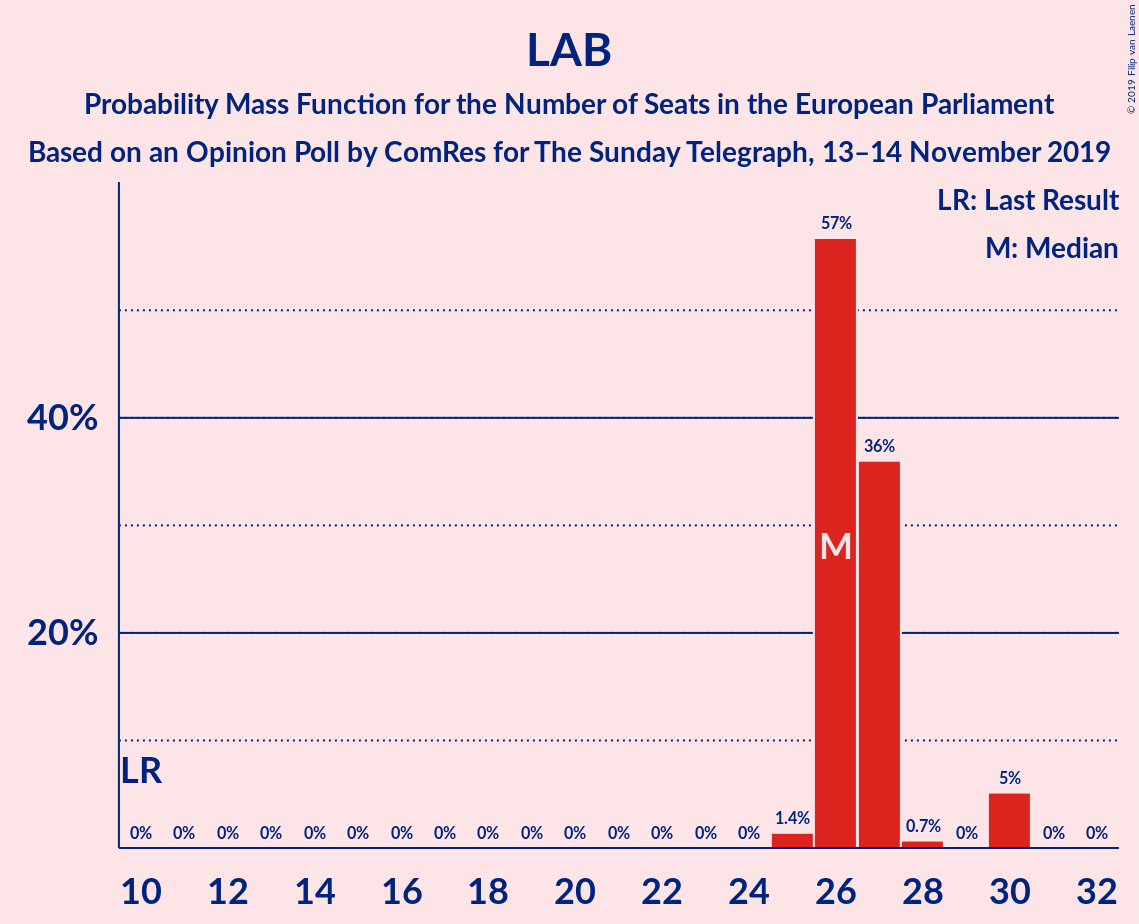 LAB
Probability Mass Function for the Number of Seats in the European Parliament
Based on an Opinion Poll by ComRes for The Sunday Telegraph, 13–14 November 2019
© 2019 Filip van Laenen
LR: Last Result
M: Median
57%
40%
36%
M
20%
LR
5%
1.4%
0.7%
0% 0% 0% 0% 0% 0% 0% 0% 0% 0% 0% 0% 0% 0% 0% 0% 0% 0%
10 12 14 16 18 20 22 24 26 28 30 32